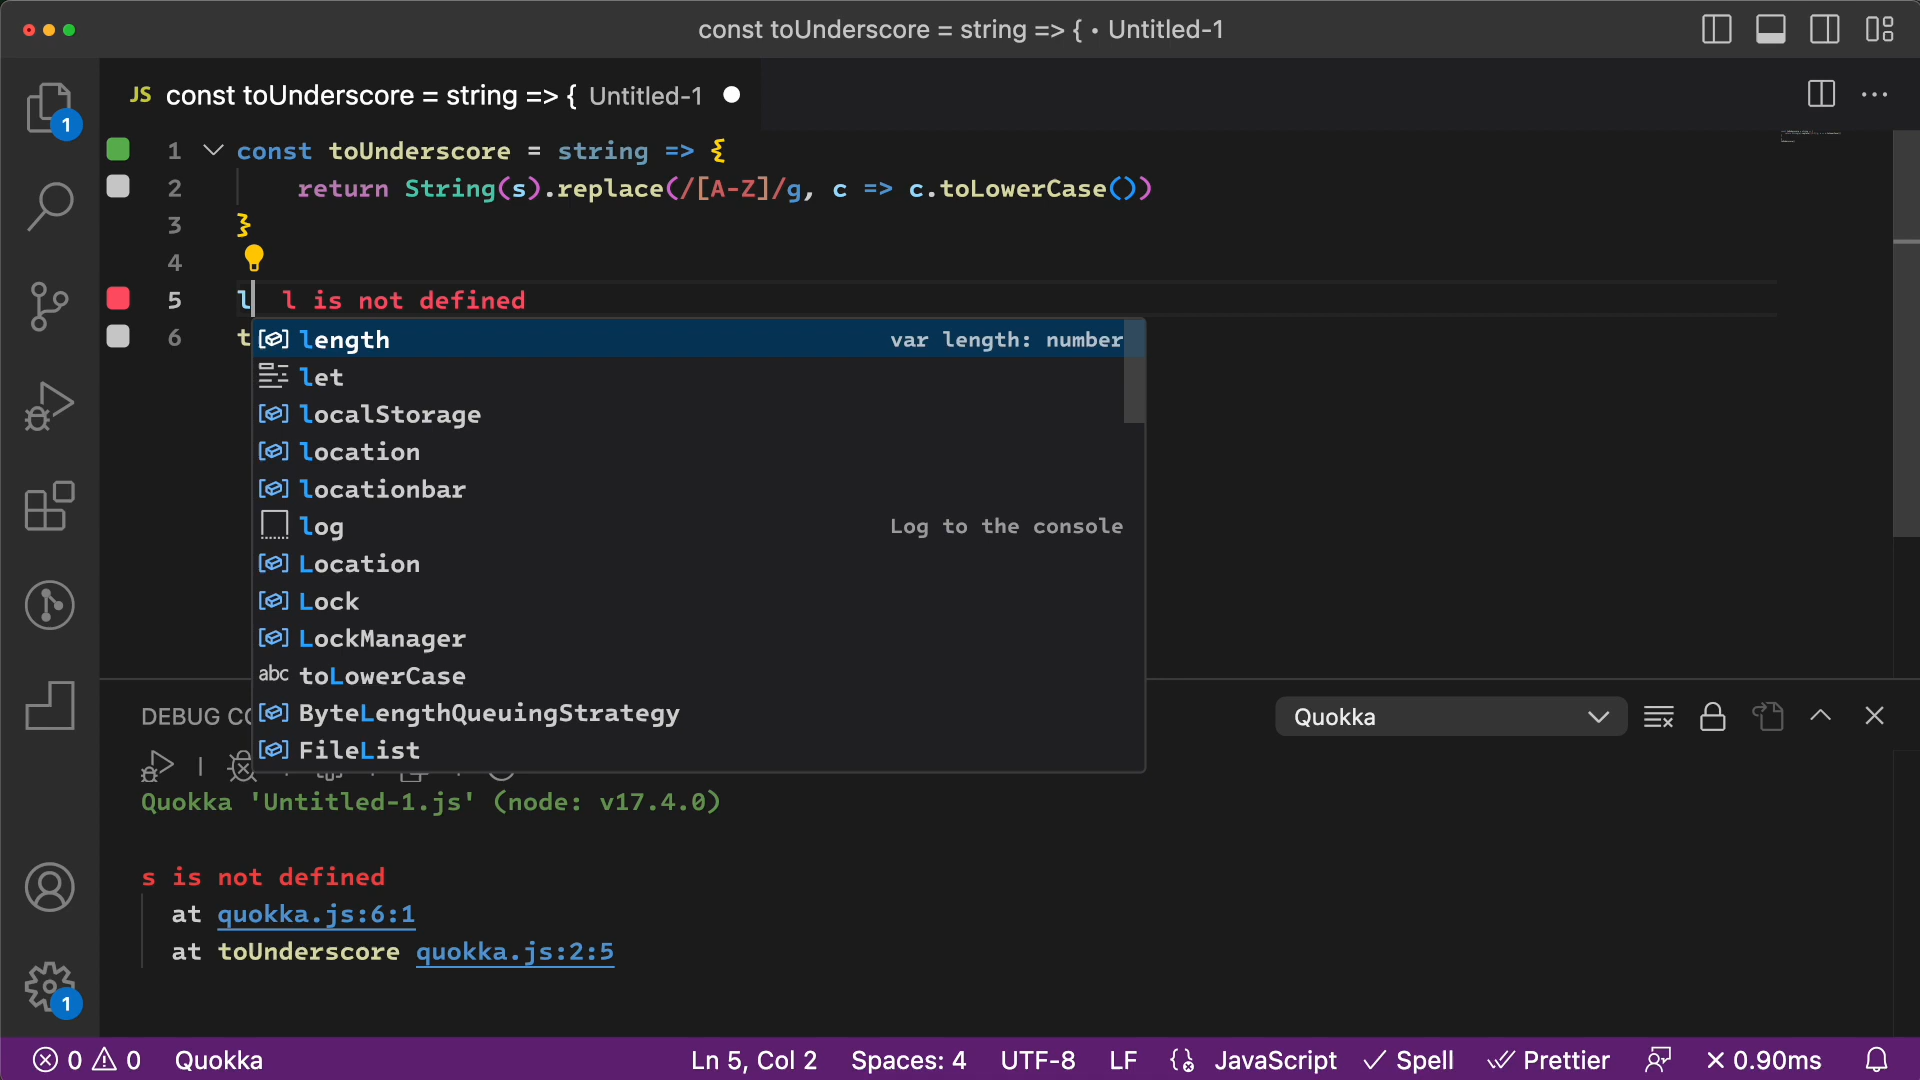 const toUnderscore = string => { • Untitled-1
JS const toUnderscore = string => { Untitled-1
1
1 const toUnderscore = string => {
2 return String(s).replace(/[A-Z]/g, c => c.toLowerCase())
3 }
4
5 l l is not defined
6 t
length var length: number
let
localStorage
location
locationbar
log Log to the console
Location
Lock
LockManager
abc toLowerCase
ByteLengthQueuingStrategy
FileList
DEBUG CO Quokka
Quokka 'Untitled-1.js' (node: v17.4.0)
s is not defined
at quokka.js:6:1
at toUnderscore quokka.js:2:5
1
0 0 Quokka Ln 5, Col 2 Spaces: 4 UTF-8 LF JavaScript Spell Prettier × 0.90ms